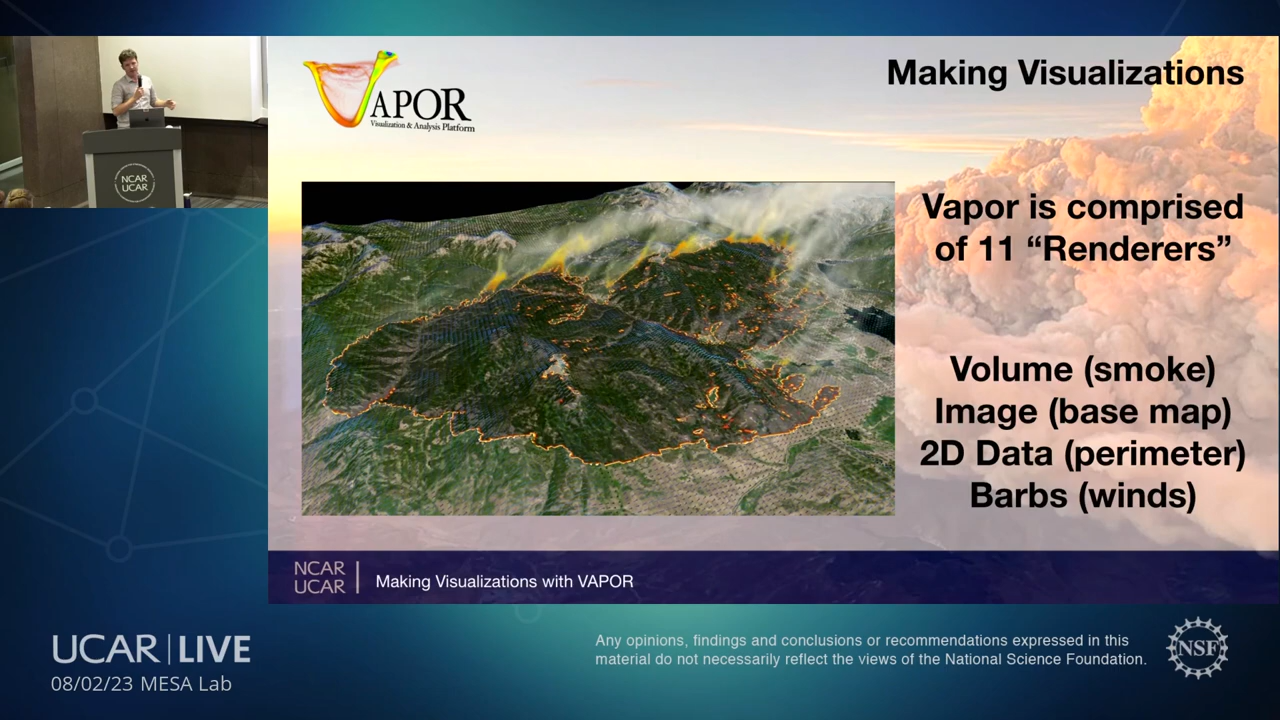 VAPOR
Visualization & Analysis Platform
Making Visualizations
Vapor is comprised
of 11 “Renderers”
Volume (smoke)
Image (base map)
2D Data (perimeter)
Barbs (winds)
NCAR
UCAR
NCAR
UCAR
Making Visualizations with VAPOR
UCAR | LIVE
08/02/23 MESA Lab
Any opinions, findings and conclusions or recommendations expressed in this
material do not necessarily reflect the views of the National Science Foundation.
NSF